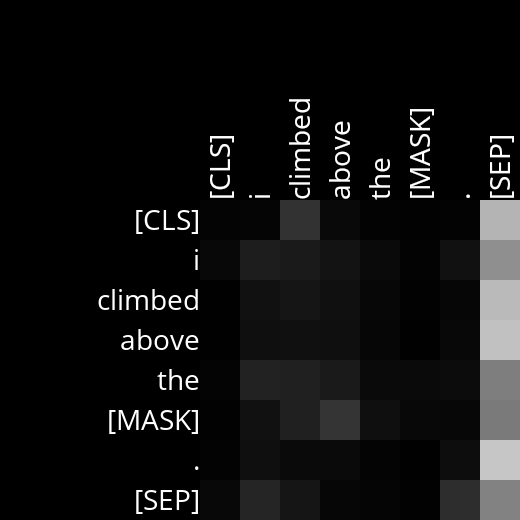 [CLS] i climbed above the [MASK] . [SEP]
[CLS]
i
climbed
above
the
[MASK]
.
[SEP]